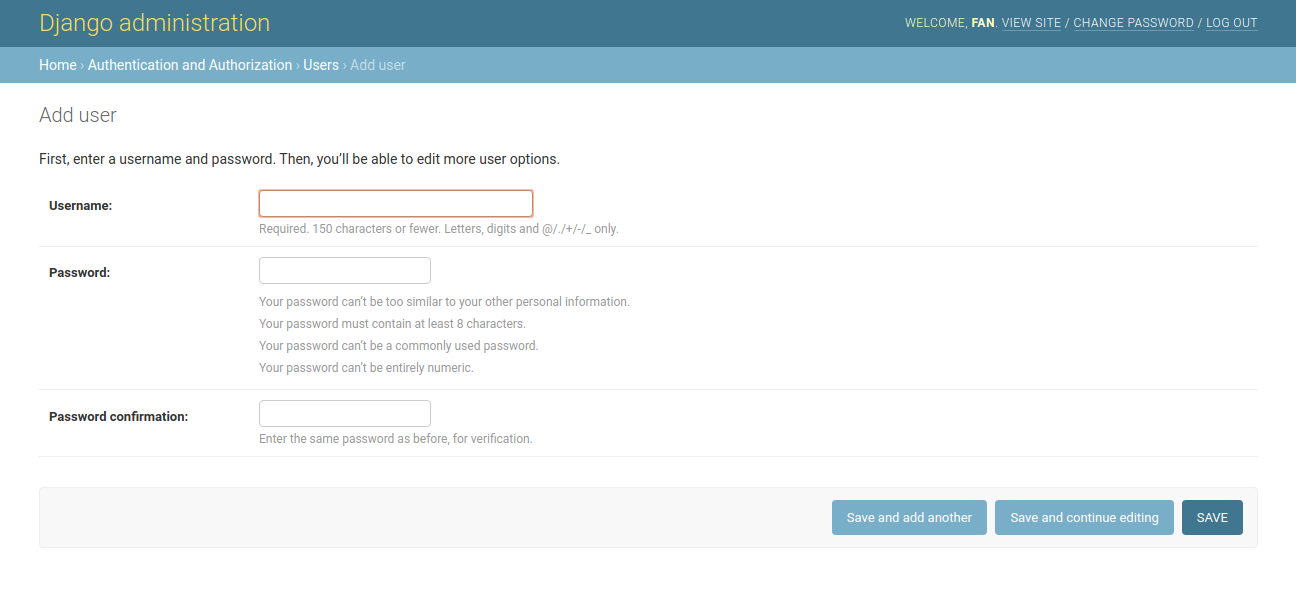 Django administration
WELCOME, FAN. VIEW SITE / CHANGE PASSWORD / LOG OUT
Home › Authentication and Authorization › Users › Add user
Add user
First, enter a username and password. Then, you’ll be able to edit more user options.
Username:
Required. 150 characters or fewer. Letters, digits and @/./+/-/_ only.
Password:
Your password can’t be too similar to your other personal information.
Your password must contain at least 8 characters.
Your password can’t be a commonly used password.
Your password can’t be entirely numeric.
Password confirmation:
Enter the same password as before, for verification.
Save and add another
Save and continue editing
SAVE